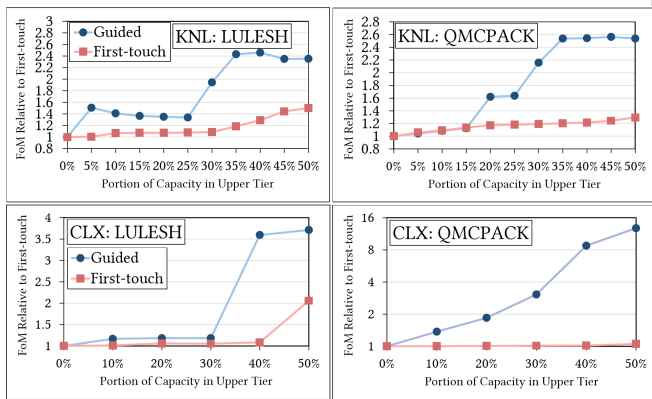 KNL: LULESH
Guided
First-touch
FoM Relative to First-touch
3
2.8
2.6
2.4
2.2
2
1.8
1.6
1.4
1.2
1
0.8
0% 5% 10% 15% 20% 25% 30% 35% 40% 45% 50%
Portion of Capacity in Upper Tier
KNL: QMCPACK
FoM Relative to First-touch
2.8
2.6
2.4
2.2
2
1.8
1.6
1.4
1.2
1
0.8
0% 5% 10% 15% 20% 25% 30% 35% 40% 45% 50%
Portion of Capacity in Upper Tier
CLX: LULESH
Guided
First-touch
FoM Relative to First-touch
4
3.5
3
2.5
2
1.5
1
0% 10% 20% 30% 40% 50%
Portion of Capacity in Upper Tier
CLX: QMCPACK
FoM Relative to First-touch
16
8
4
2
1
0% 10% 20% 30% 40% 50%
Portion of Capacity in Upper Tier